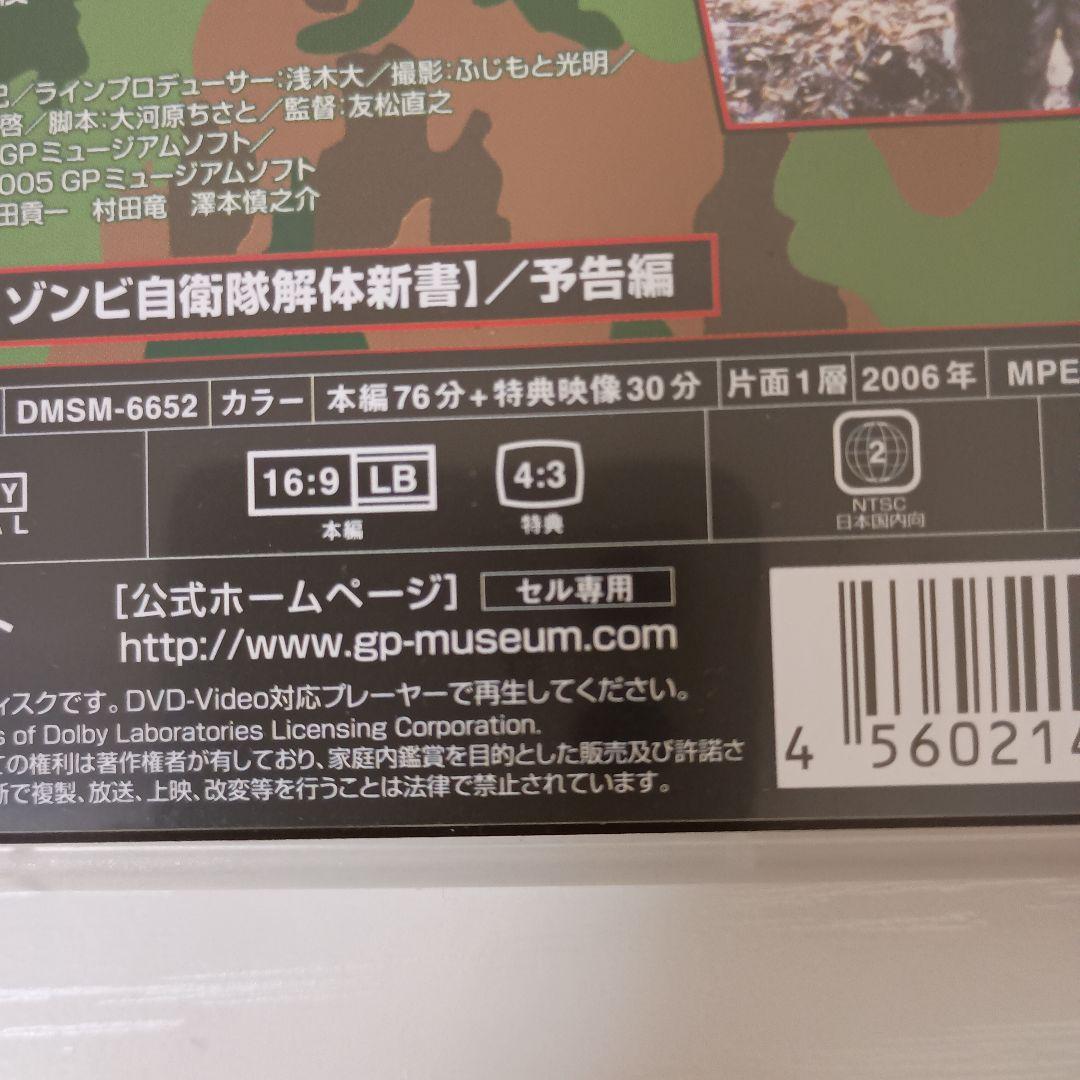 ／ラインプロデューサー：浅木大／撮影：ふじもと光明／
啓／脚本：大河原ちさと／監督：友松直之
GPミュージアムソフト／
005 GPミュージアムソフト
田貢一　村田竜　澤本慎之介
ゾンビ自衛隊解体新書】／予告編
DMSM-6652 カラー 本編76分+特典映像30分 片面1層 2006年 MPE
Y
AL
16:9 LB 4:3 2
本編 特典 NTSC
日本国内向
［公式ホームページ］ セル専用
http://www.gp-museum.com
ィスクです。DVD-Video対応プレーヤーで再生してください。
s of Dolby Laboratories Licensing Corporation.
ての権利は著作権者が有しており、家庭内鑑賞を目的とした販売及び許諾さ
断で複製、放送、上映、改変等を行うことは法律で禁止されています。
4 560214